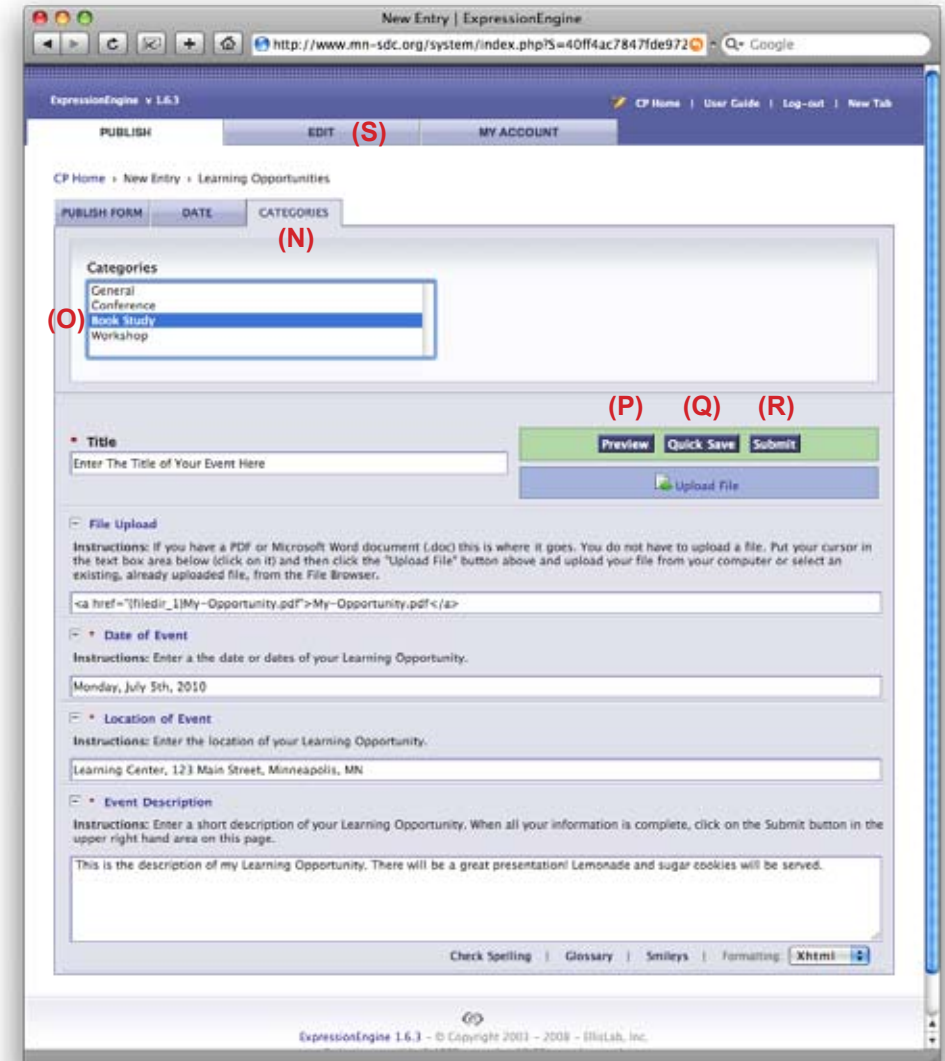 New Entry | ExpressionEngine
http://www.mn-sdc.org/system/index.php?S=40ff4ac7847fde972 Google
ExpressionEngine v 1.6.3
CP Home | User Guide | Log-out | New Tab
PUBLISH EDIT (S) MY ACCOUNT
CP Home › New Entry › Learning Opportunities
PUBLISH FORM DATE CATEGORIES
(N)
Categories
General
Conference
(O) Book Study
Workshop
(P) (Q) (R)
* Title
Preview Quick Save Submit
Enter The Title of Your Event Here
Upload File
File Upload
Instructions: If you have a PDF or Microsoft Word document (.doc) this is where it goes. You do not have to upload a file. Put your cursor in
the text box area below (click on it) and then click the "Upload File" button above and upload your file from your computer or select an
existing, already uploaded file, from the File Browser.
<a href="{filedir_1}My-Opportunity.pdf">My-Opportunity.pdf</a>
* Date of Event
Instructions: Enter a the date or dates of your Learning Opportunity.
Monday, July 5th, 2010
* Location of Event
Instructions: Enter the location of your Learning Opportunity.
Learning Center, 123 Main Street, Minneapolis, MN
* Event Description
Instructions: Enter a short description of your Learning Opportunity. When all your information is complete, click on the Submit button in the
upper right hand area on this page.
This is the description of my Learning Opportunity. There will be a great presentation! Lemonade and sugar cookies will be served.
Check Spelling | Glossary | Smileys | Formatting: Xhtml
ExpressionEngine 1.6.3 - © Copyright 2003 - 2008 - EllisLab, Inc.